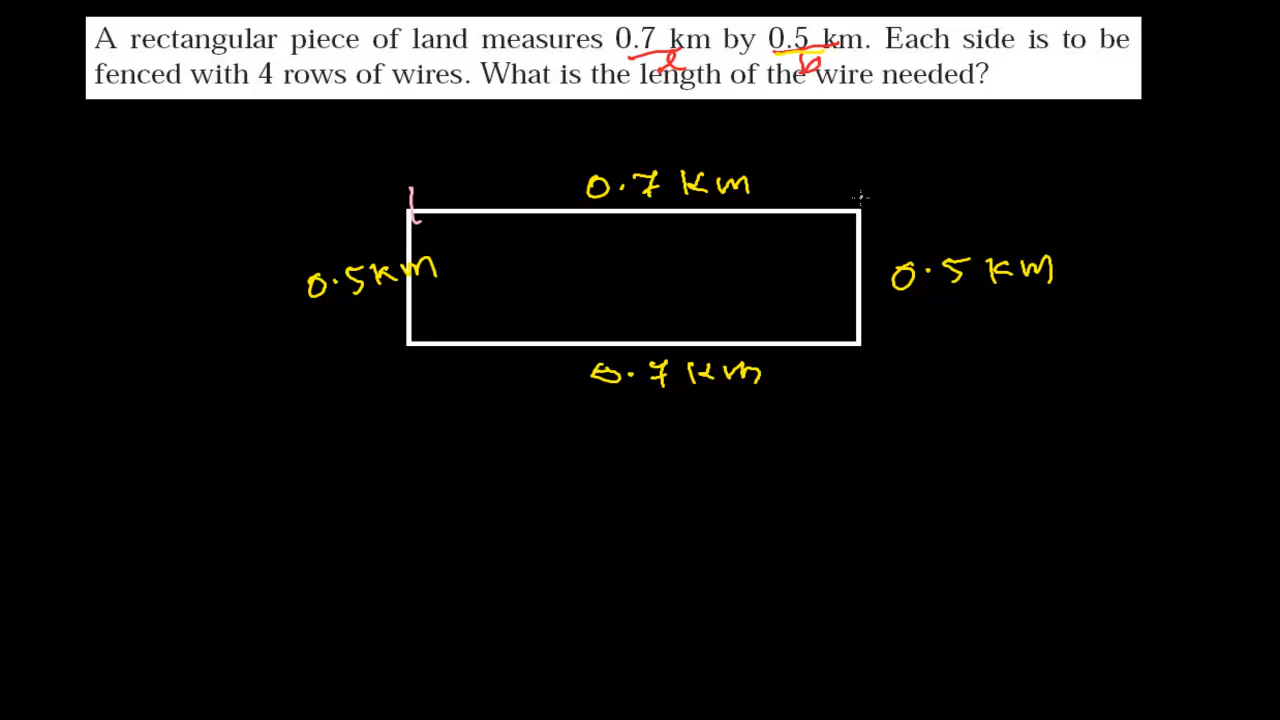 A rectangular piece of land measures 0.7 km by 0.5 km. Each side is to be
l b
fenced with 4 rows of wires. What is the length of the wire needed?
0.7 km
0.5 km 0.5 km
0.7 km